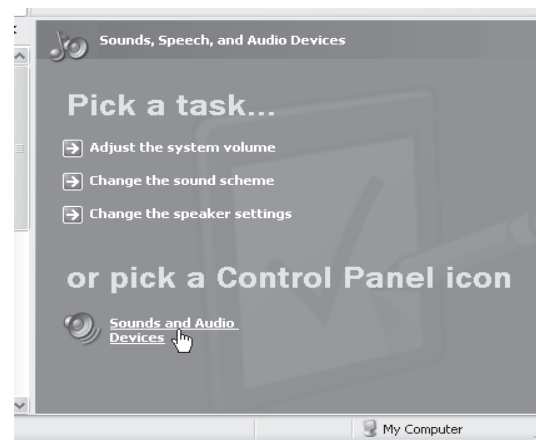 Sounds, Speech, and Audio Devices
Pick a task...
Adjust the system volume
Change the sound scheme
Change the speaker settings
or pick a Control Panel icon
Sounds and Audio
Devices
My Computer